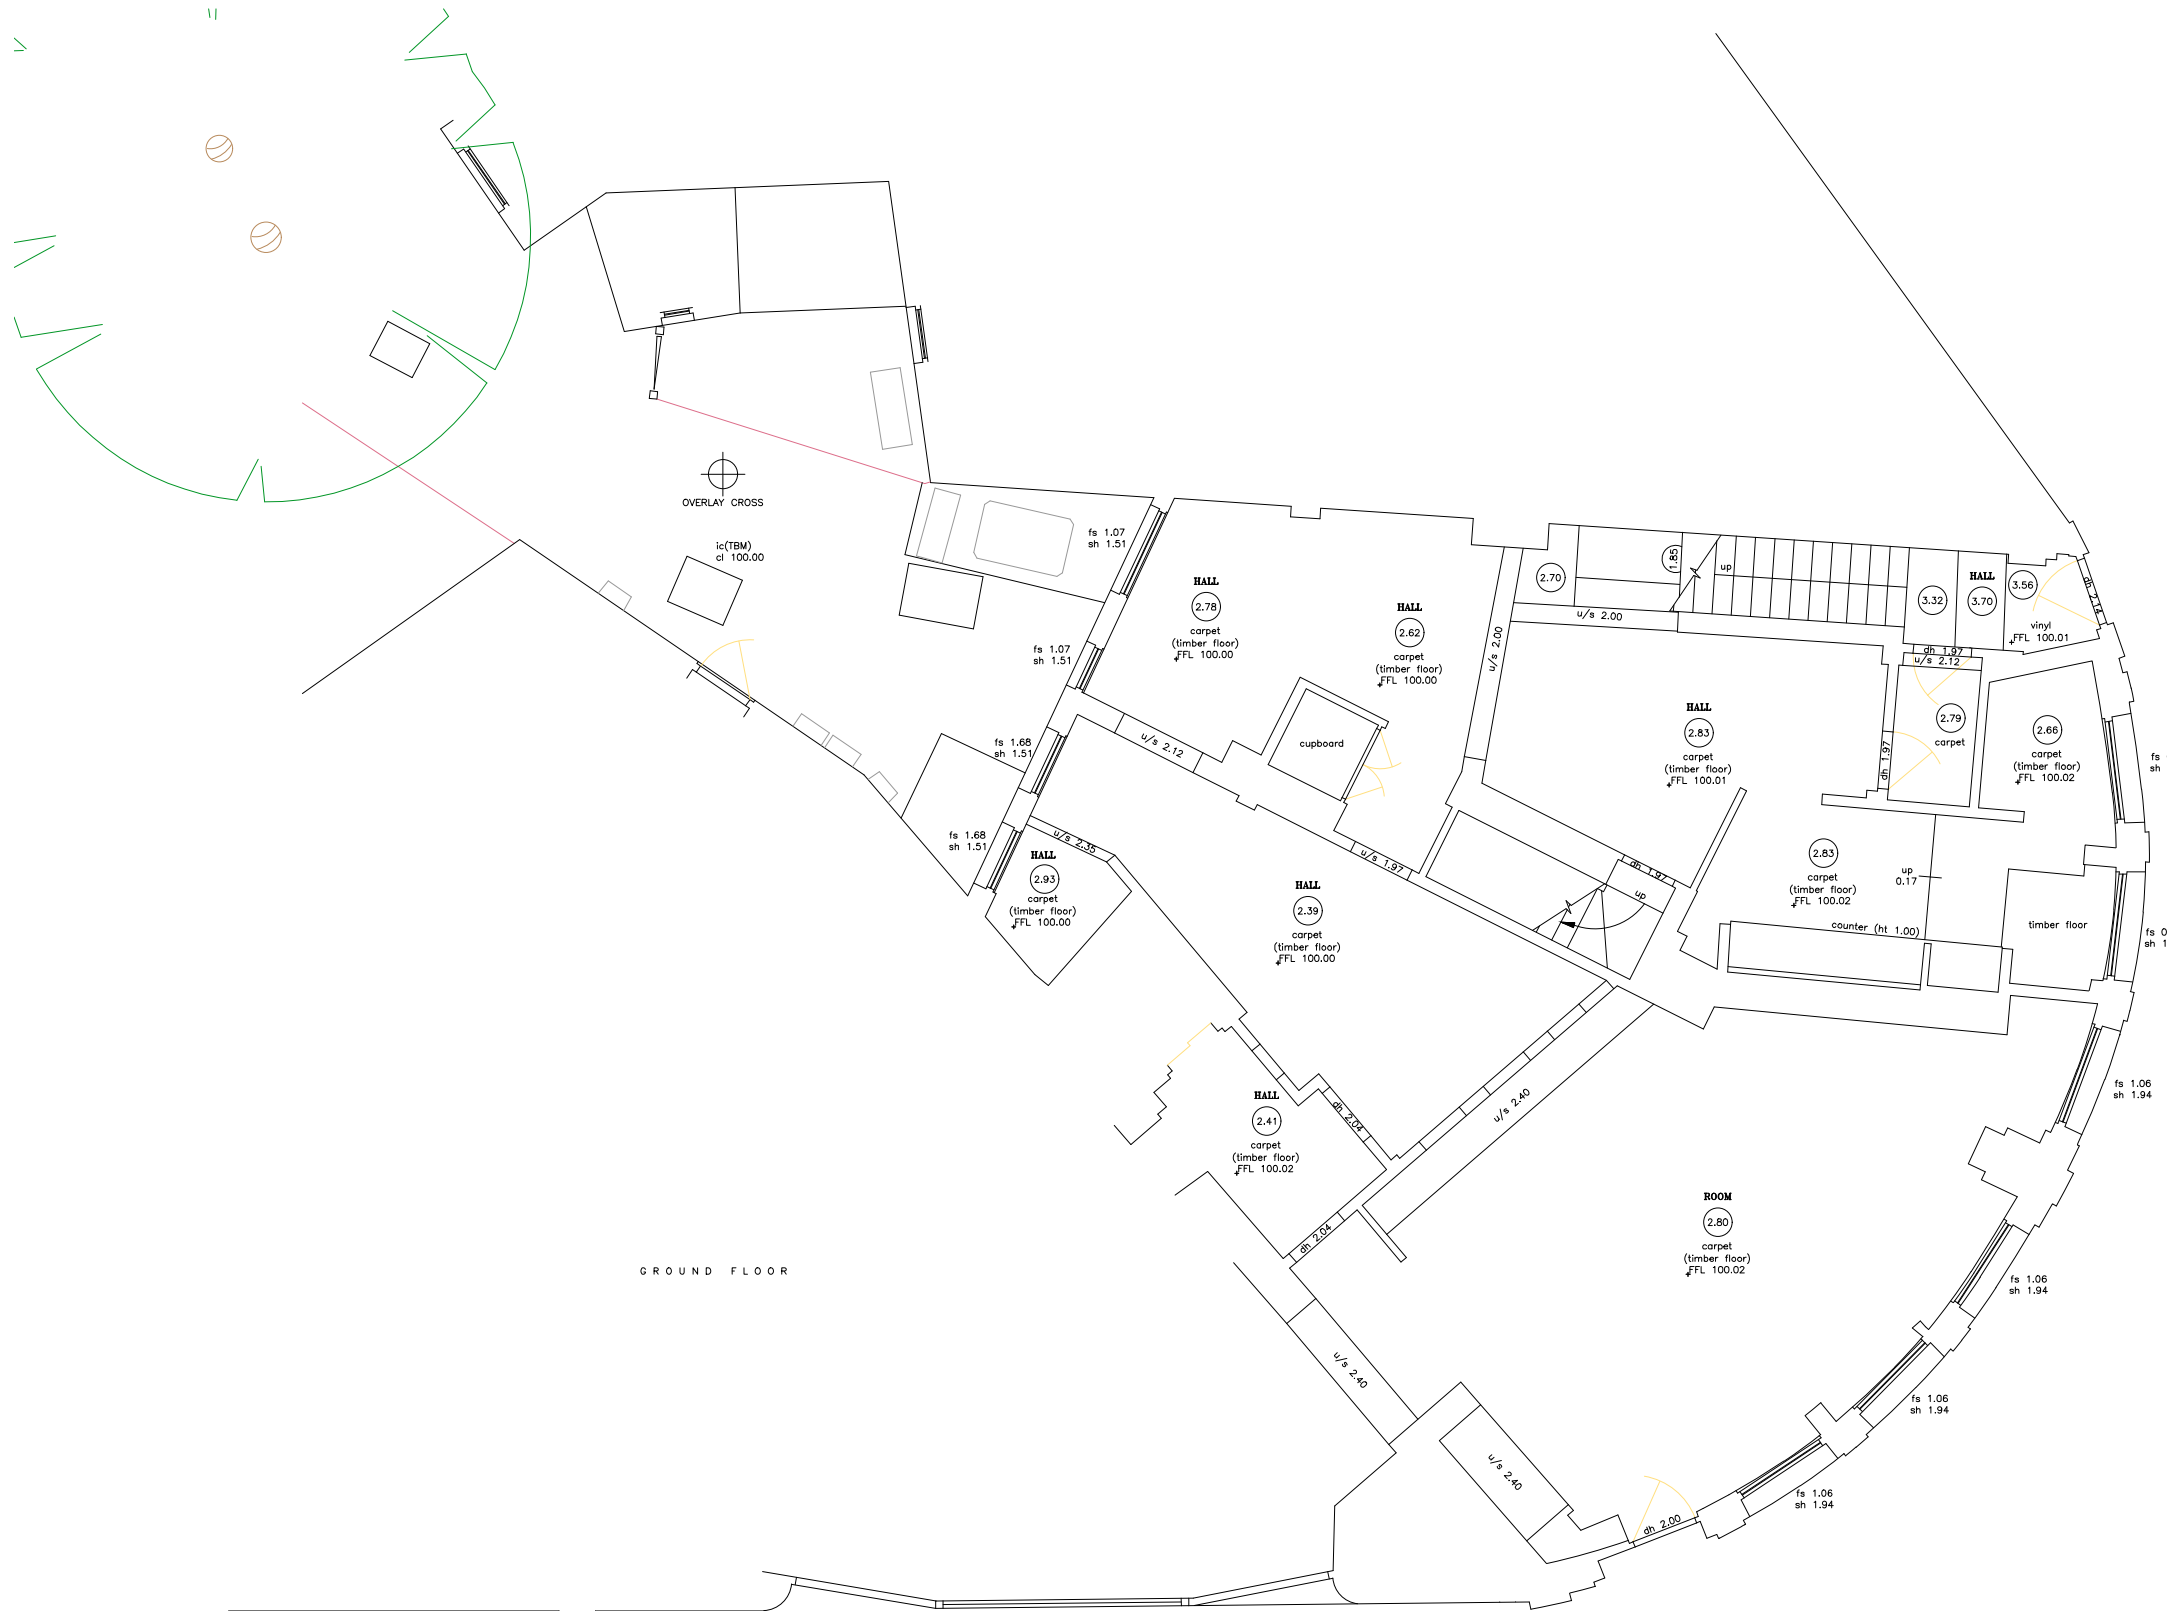 OVERLAY CROSS
ic(TBM)
cl 100.00
fs 1.07
sh 1.51
fs 1.07
sh 1.51
fs 1.68
sh 1.51
fs 1.68
sh 1.51
HALL
2.78
carpet
(timber floor)
FFL 100.00
HALL
2.62
carpet
(timber floor)
FFL 100.00
u/s 2.00
2.70
1.85
up
u/s 2.00
3.32
HALL
3.70
3.56
vinyl
FFL 100.01
dh 2.14
dh 1.97
u/s 2.12
2.79
carpet
dh 1.97
2.66
carpet
(timber floor)
FFL 100.02
fs
sh
HALL
2.83
carpet
(timber floor)
FFL 100.01
cupboard
u/s 2.12
u/s 2.35
HALL
2.93
carpet
(timber floor)
FFL 100.00
u/s 1.97
dh 1.97
up
2.83
carpet
(timber floor)
FFL 100.02
up
0.17
counter (ht 1.00)
timber floor
fs 0
sh 1
HALL
2.39
carpet
(timber floor)
FFL 100.00
HALL
2.41
carpet
(timber floor)
FFL 100.02
dh 2.04
u/s 2.40
dh 2.04
fs 1.06
sh 1.94
ROOM
2.80
carpet
(timber floor)
FFL 100.02
GROUND FLOOR
fs 1.06
sh 1.94
u/s 2.40
fs 1.06
sh 1.94
u/s 2.40
fs 1.06
sh 1.94
dh 2.00